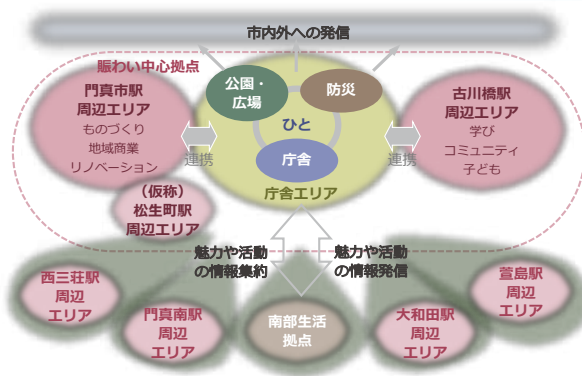 市内外への発信
賑わい中心拠点
公園・
広場
防災
ひと
庁舎
庁舎エリア
門真市駅
周辺エリア
ものづくり
地域商業
リノベーション
連携
連携
古川橋駅
周辺エリア
学び
コミュニティ
子ども
（仮称）
松生町駅
周辺エリア
魅力や活動
の情報集約
魅力や活動
の情報発信
西三荘駅
周辺
エリア
門真南駅
周辺
エリア
南部生活
拠点
大和田駅
周辺
エリア
萱島駅
周辺
エリア